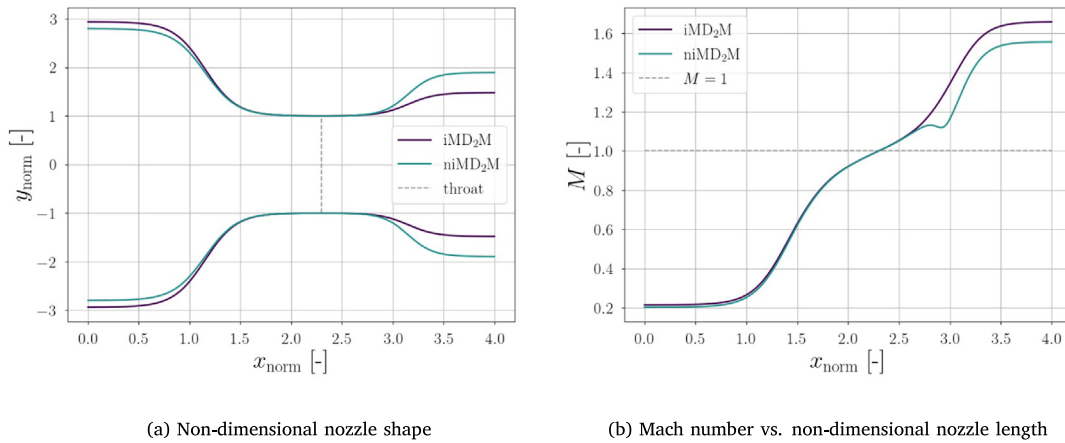 3
2
1
0
−1
−2
−3
y_norm [-]
iMD₂M
niMD₂M
throat
0.0 0.5 1.0 1.5 2.0 2.5 3.0 3.5 4.0
x_norm [-]
(a) Non-dimensional nozzle shape
1.6
1.4
1.2
1.0
0.8
0.6
0.4
0.2
M [-]
iMD₂M
niMD₂M
M = 1
0.0 0.5 1.0 1.5 2.0 2.5 3.0 3.5 4.0
x_norm [-]
(b) Mach number vs. non-dimensional nozzle length